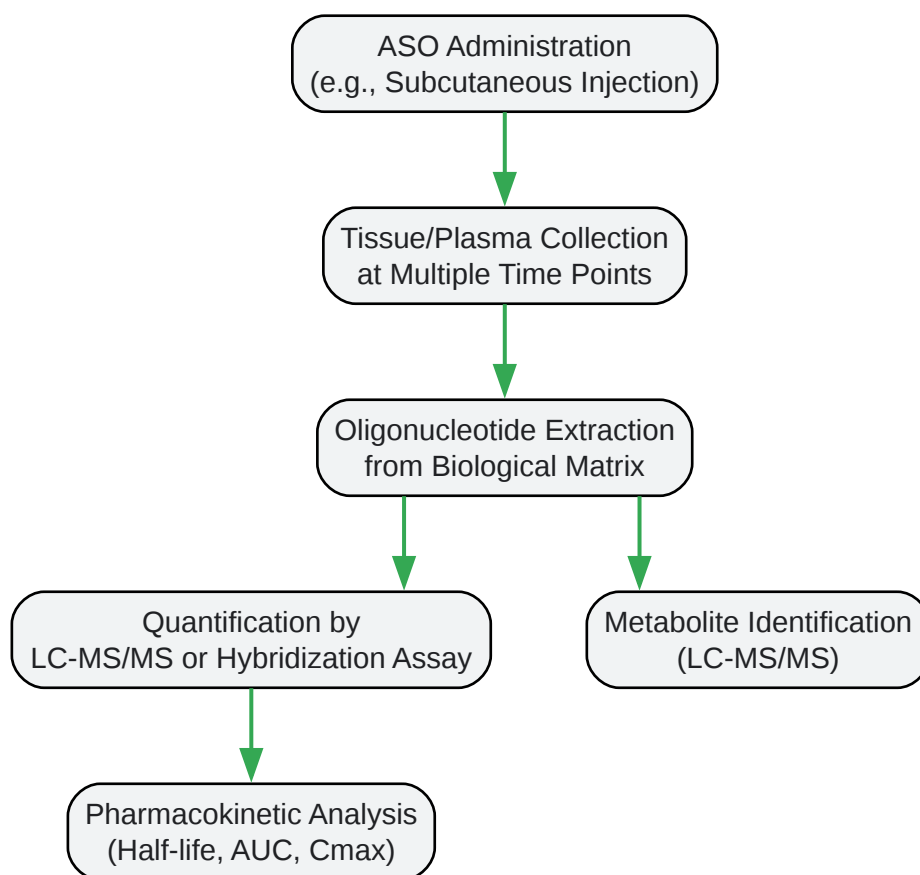 ASO Administration
(e.g., Subcutaneous Injection)
Tissue/Plasma Collection
at Multiple Time Points
Oligonucleotide Extraction
from Biological Matrix
Quantification by
LC-MS/MS or Hybridization Assay
Metabolite Identification
(LC-MS/MS)
Pharmacokinetic Analysis
(Half-life, AUC, Cmax)